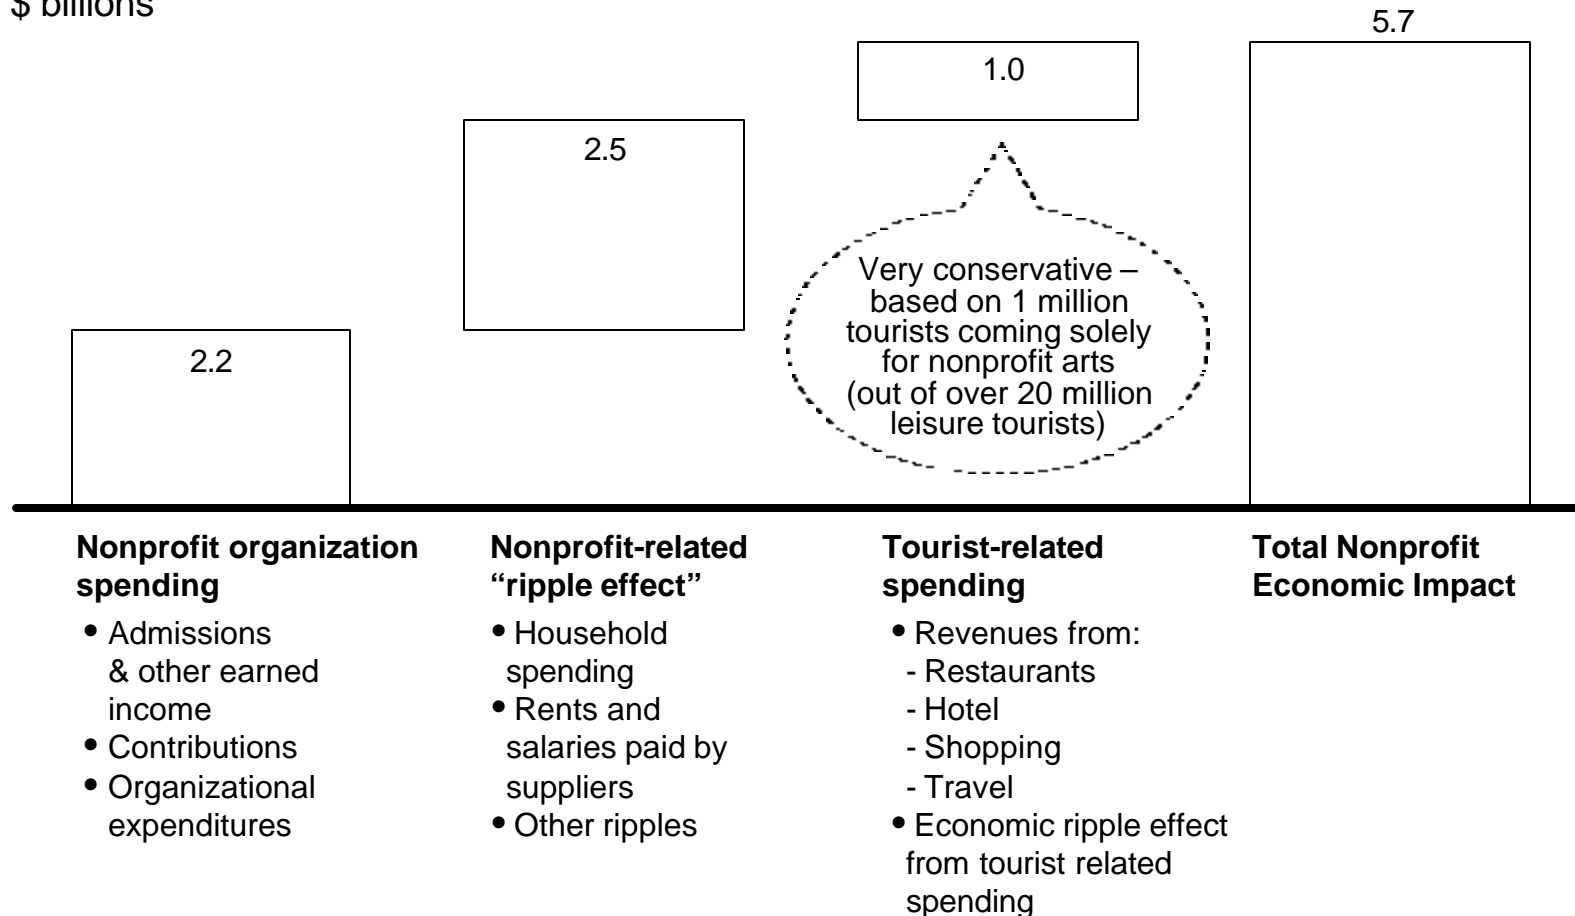 $ billions
5.7
1.0
2.5
2.2
Very conservative –
based on 1 million
tourists coming solely
for nonprofit arts
(out of over 20 million
leisure tourists)
Nonprofit organization
spending
• Admissions
& other earned
income
• Contributions
• Organizational
expenditures
Nonprofit-related
“ripple effect”
• Household
spending
• Rents and
salaries paid by
suppliers
• Other ripples
Tourist-related
spending
• Revenues from:
- Restaurants
- Hotel
- Shopping
- Travel
• Economic ripple effect
from tourist related
spending
Total Nonprofit
Economic Impact